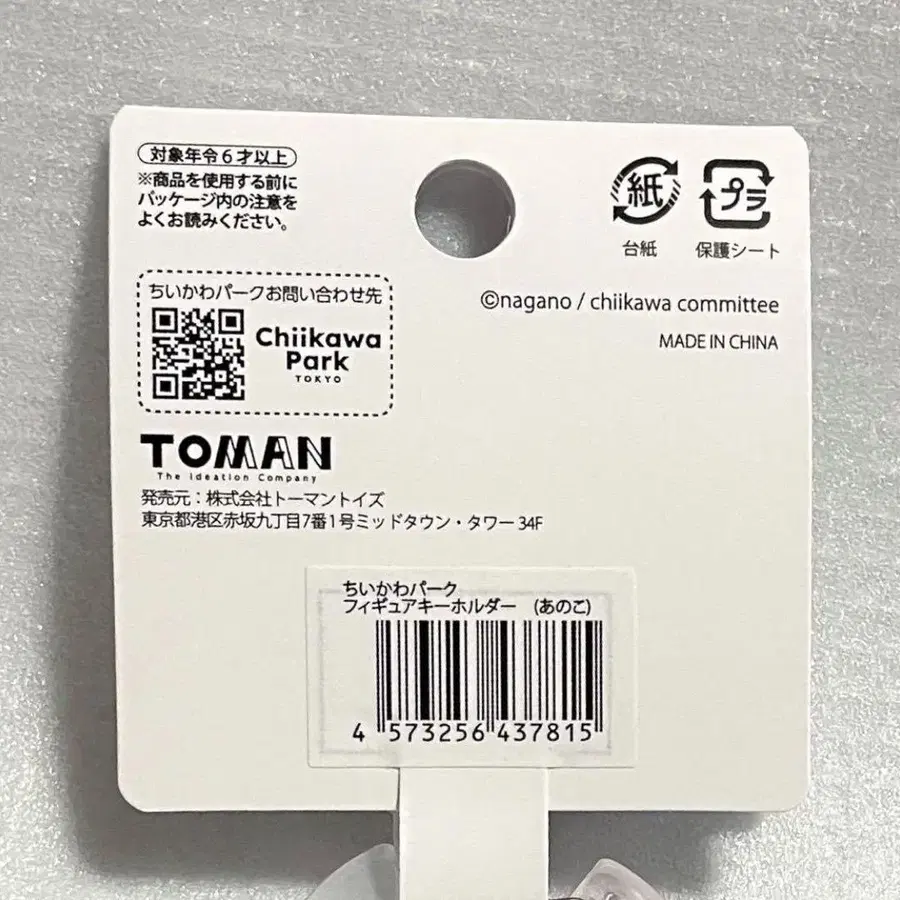 対象年令6才以上
※商品を使用する前に
パッケージ内の注意を
よくお読みください。
紙
台紙
プラ
保護シート
©nagano / chiikawa committee
MADE IN CHINA
ちいかわパークお問い合わせ先
Chiikawa
Park
TOKYO
TOMAN
The Ideation Company
発売元：株式会社トーマントイズ
東京都港区赤坂九丁目7番1号ミッドタウン・タワー 34F
ちいかわパーク
フィギュアキーホルダー　(あのこ)
4 573256 437815